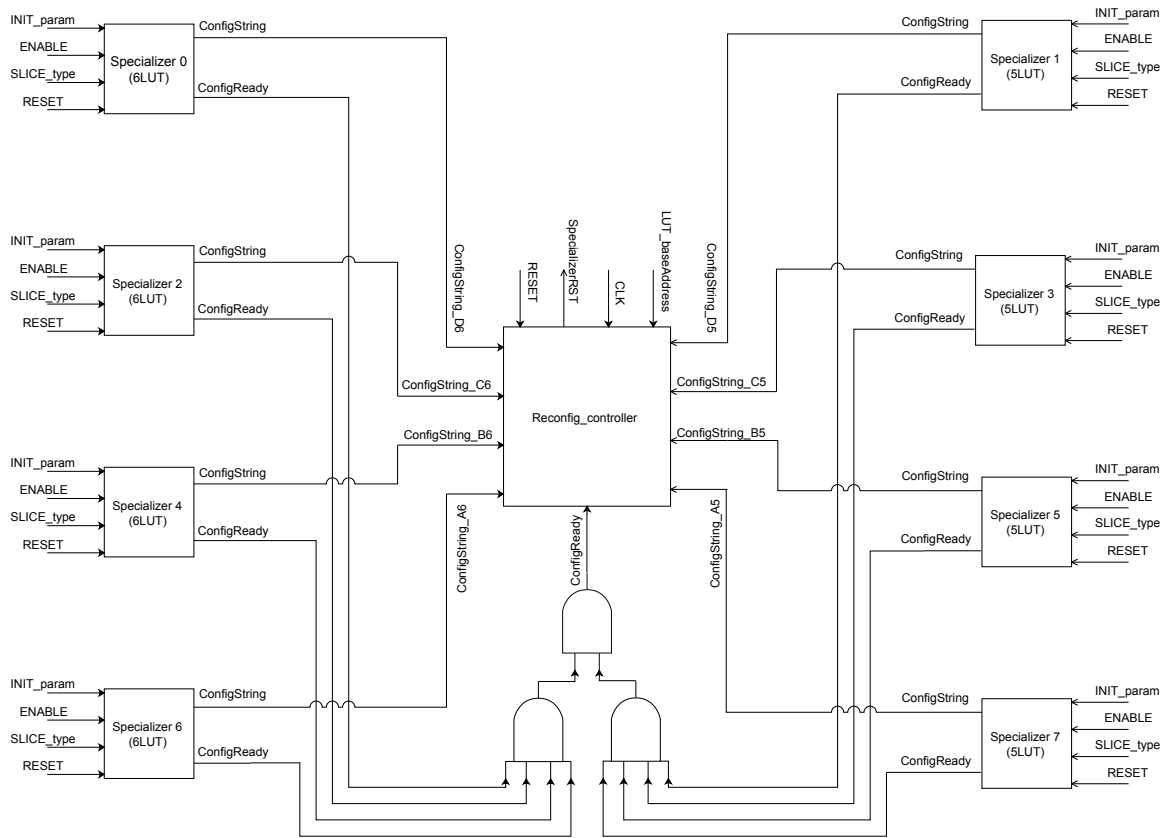 INIT_param
ENABLE
SLICE_type
RESET
Specializer 0
(6LUT)
ConfigString
ConfigReady
ConfigString
ConfigReady
Specializer 1
(5LUT)
INIT_param
ENABLE
SLICE_type
RESET
INIT_param
ENABLE
SLICE_type
RESET
Specializer 2
(6LUT)
ConfigString
ConfigReady
ConfigString_D6
RESET
SpecializerRST
CLK
LUT_baseAddress
ConfigString_D5
ConfigString
ConfigReady
Specializer 3
(5LUT)
INIT_param
ENABLE
SLICE_type
RESET
ConfigString_C6
ConfigString_C5
Reconfig_controller
ConfigString_B6
ConfigString_B5
INIT_param
ENABLE
SLICE_type
RESET
Specializer 4
(6LUT)
ConfigString
ConfigReady
ConfigString_A6
ConfigReady
ConfigString_A5
ConfigString
ConfigReady
Specializer 5
(5LUT)
INIT_param
ENABLE
SLICE_type
RESET
INIT_param
ENABLE
SLICE_type
RESET
Specializer 6
(6LUT)
ConfigString
ConfigReady
ConfigString
ConfigReady
Specializer 7
(5LUT)
INIT_param
ENABLE
SLICE_type
RESET